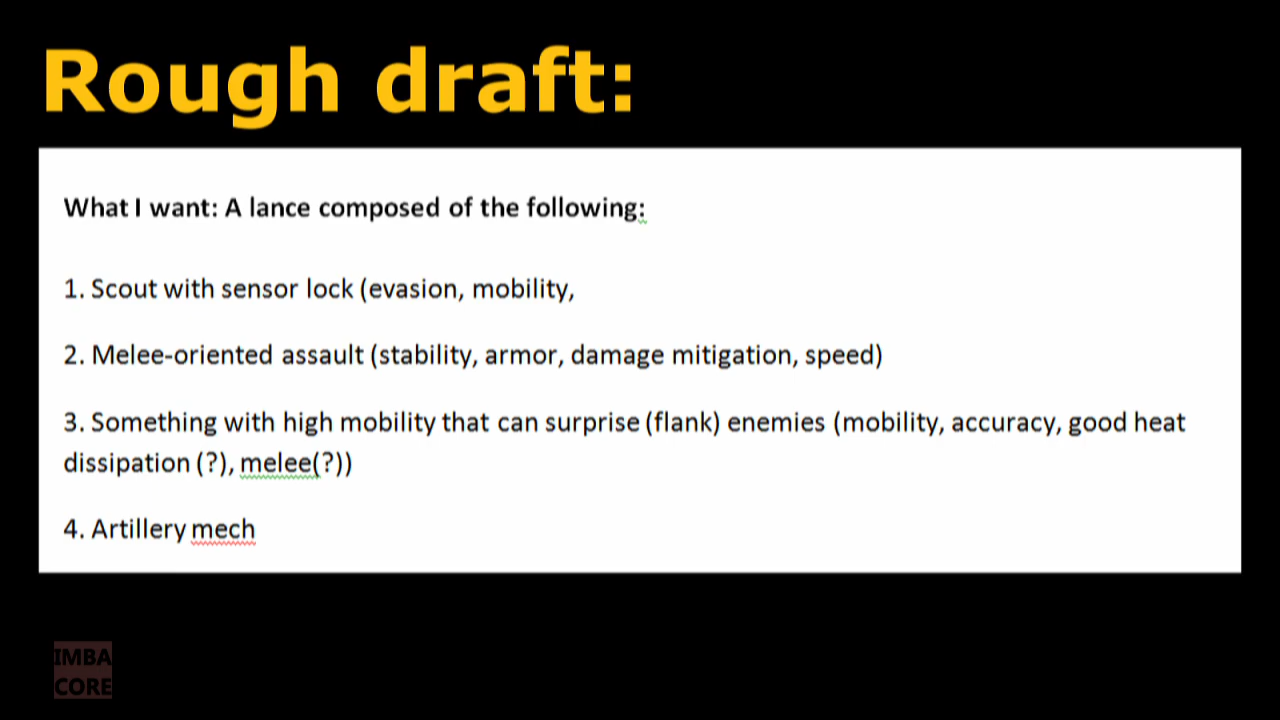 Rough draft:
What I want: A lance composed of the following:
1. Scout with sensor lock (evasion, mobility,
2. Melee-oriented assault (stability, armor, damage mitigation, speed)
3. Something with high mobility that can surprise (flank) enemies (mobility, accuracy, good heat
dissipation (?), melee(?))
4. Artillery mech
IMBA
CORE